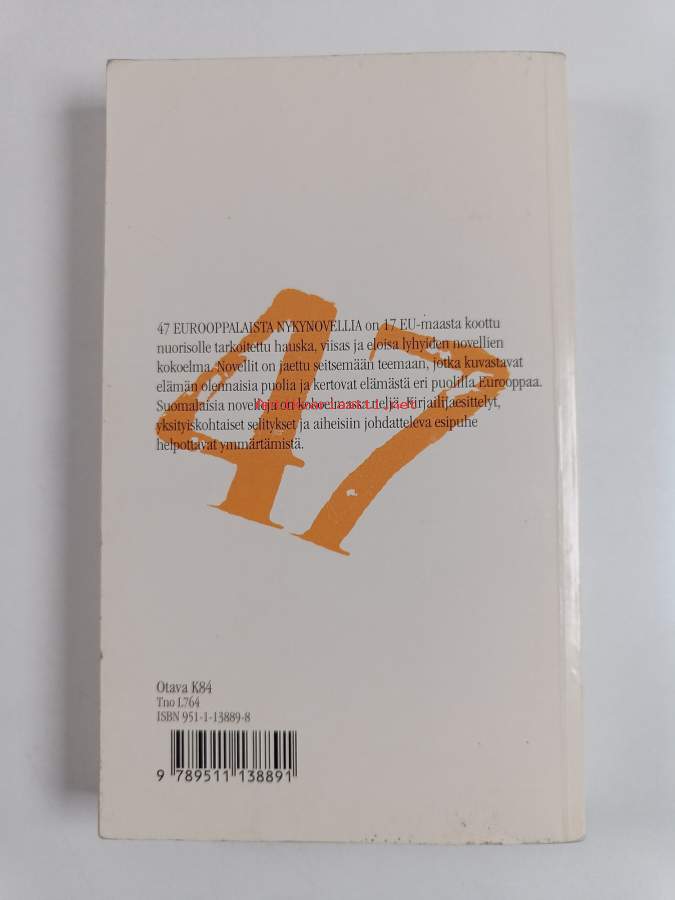 47
47 EUROOPPALAISTA NYKYNOVELLIA on 17 EU-maasta koottu
nuorisolle tarkoitettu hauska, viisas ja eloisa lyhyiden novellien
kokoelma. Novellit on jaettu seitsemään teemaan, jotka kuvastavat
elämän olennaisia puolia ja kertovat elämästä eri puolilla Eurooppaa.
Suomalaisia novelleja on kokoelmassa neljä. Kirjailijaesittelyt,
yksityiskohtaiset selitykset ja aiheisiin johdatteleva esipuhe
helpottavat ymmärtämistä.
Otava K84
Tno L764
ISBN 951-1-13889-8
9 789511 138891